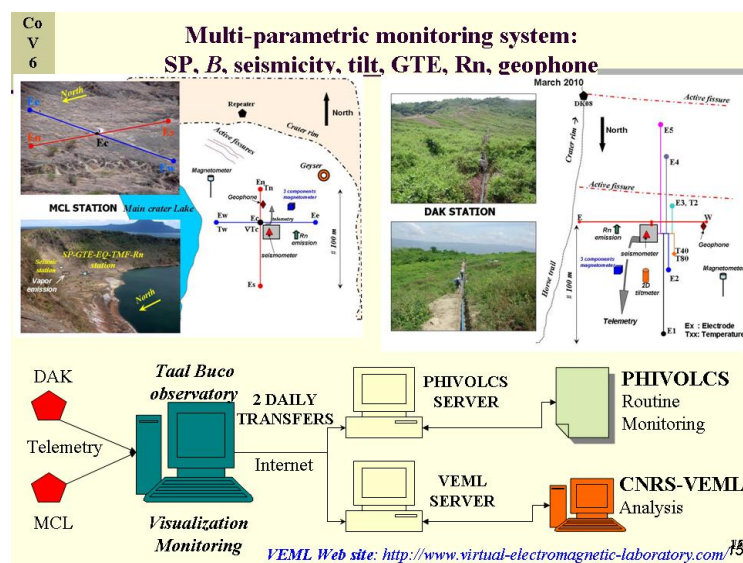 Co
V
6
Multi-parametric monitoring system:
SP, B, seismicity, tilt, GTE, Rn, geophone
North
Ec
MCL STATION
SP-GTE-EQ-TMF-Rn
station
Seismic
station
Vapor
emission
North
Main crater Lake
Repeater
North
Active fissures
Crater rim
Magnetometer
Geyser
En
Tn
Geophone
3 components
magnetometer
Ew
Tw
Ec
VTc
telemetry
Ee
Rn
emission
seismometer
Es
≈ 100 m
March 2010
DAK STATION
DK08
Active fissure
Crater rim
North
E5
E4
Active fissure
E3, T2
E
W
Rn
emission
seismometer
Geophone
T40
T80
3 components
magnetometer
2D
tiltmeter
E2
Magnetometer
Horse trail
≈ 100 m
Telemetry
E1
Ex : Electrode
Txx: Temperature
DAK
Telemetry
MCL
Taal Buco
observatory
Visualization
Monitoring
2 DAILY
TRANSFERS
Internet
PHIVOLCS
SERVER
VEML
SERVER
PHIVOLCS
Routine
Monitoring
CNRS-VEML
Analysis
VEML Web site: http://www.virtual-electromagnetic-laboratory.com/